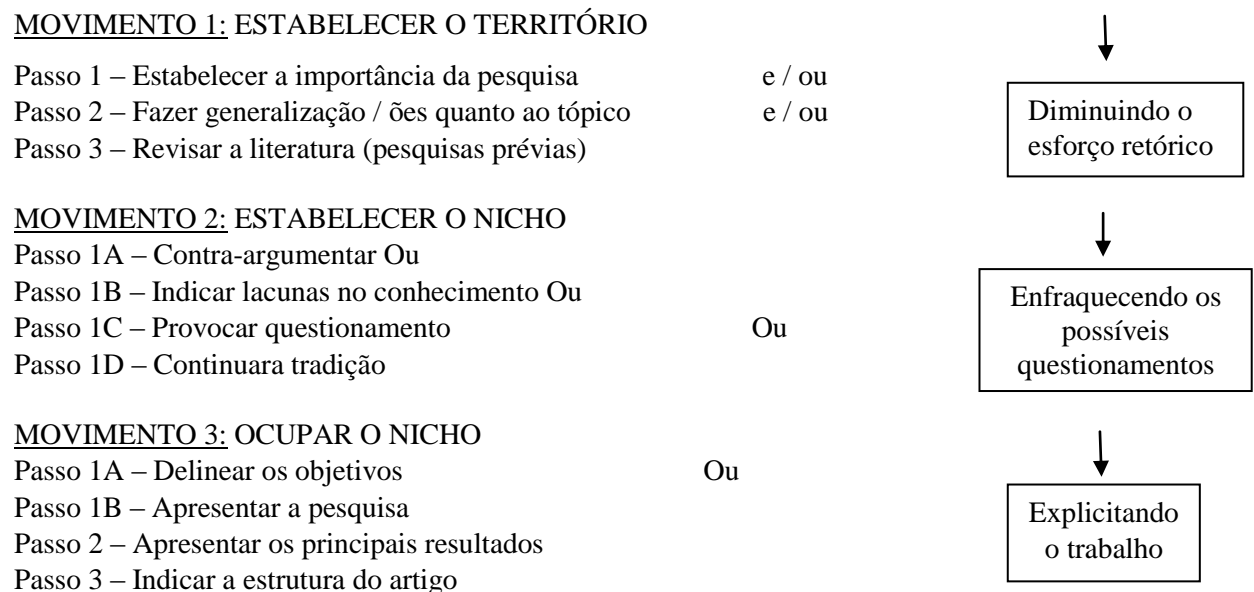 MOVIMENTO 1: ESTABELECER O TERRITÓRIO
Passo 1 – Estabelecer a importância da pesquisa e / ou
Passo 2 – Fazer generalização / ões quanto ao tópico e / ou
Passo 3 – Revisar a literatura (pesquisas prévias)
Diminuindo o
esforço retórico
MOVIMENTO 2: ESTABELECER O NICHO
Passo 1A – Contra-argumentar Ou
Passo 1B – Indicar lacunas no conhecimento Ou
Passo 1C – Provocar questionamento Ou
Passo 1D – Continuara tradição
Enfraquecendo os
possíveis
questionamentos
MOVIMENTO 3: OCUPAR O NICHO
Passo 1A – Delinear os objetivos Ou
Passo 1B – Apresentar a pesquisa
Passo 2 – Apresentar os principais resultados
Passo 3 – Indicar a estrutura do artigo
Explicitando
o trabalho